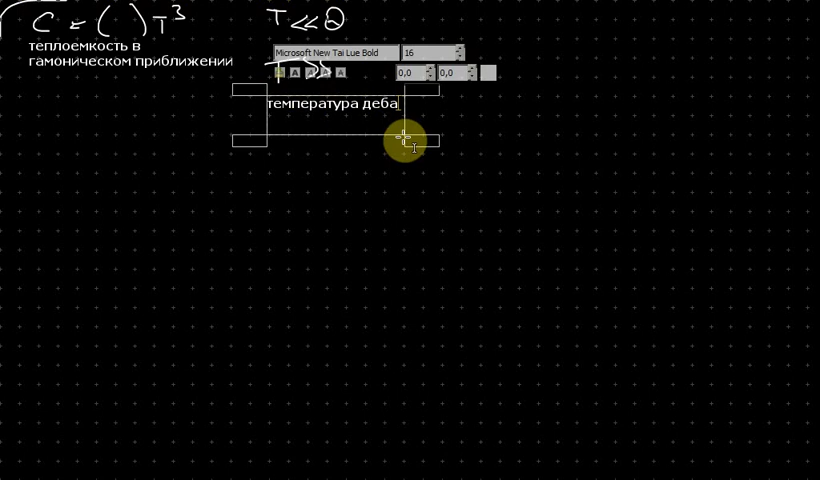 C = ( ) T³
T << Θ
теплоемкость в
гамоническом приближении
Microsoft New Tai Lue Bold 16
T >>
A A A A
0,0 0,0
температура деба